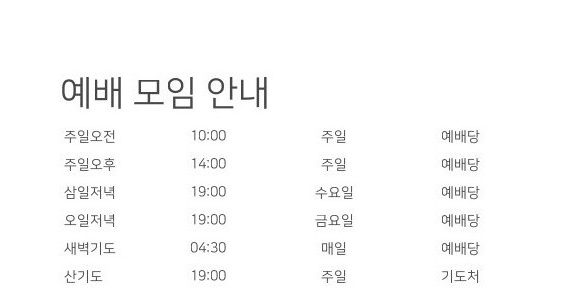 예배 모임 안내
주일오전 10:00 주일 예배당
주일오후 14:00 주일 예배당
삼일저녁 19:00 수요일 예배당
오일저녁 19:00 금요일 예배당
새벽기도 04:30 매일 예배당
산기도 19:00 주일 기도처